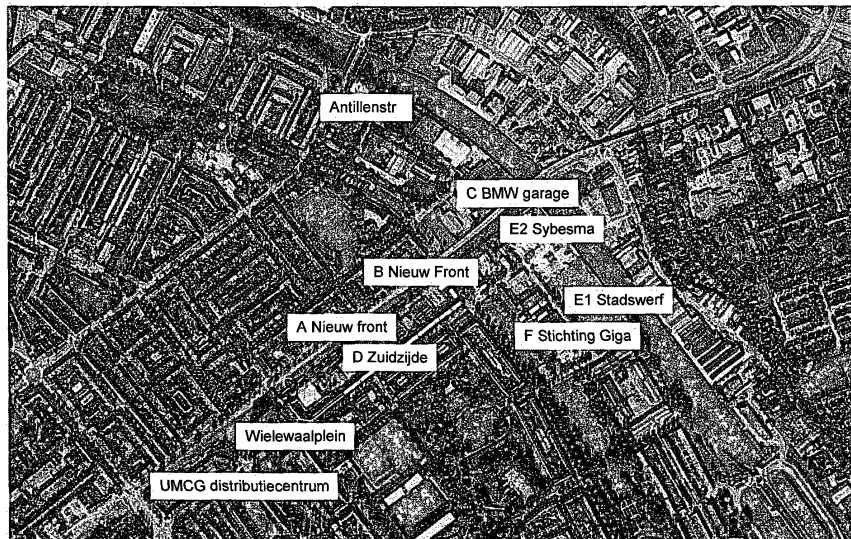 Antillenstr
C BMW garage
E2 Sybesma
B Nieuw Front
E1 Stadswerf
A Nieuw front
F Stichting Giga
D Zuidzijde
Wielewaalplein
UMCG distributiecentrum